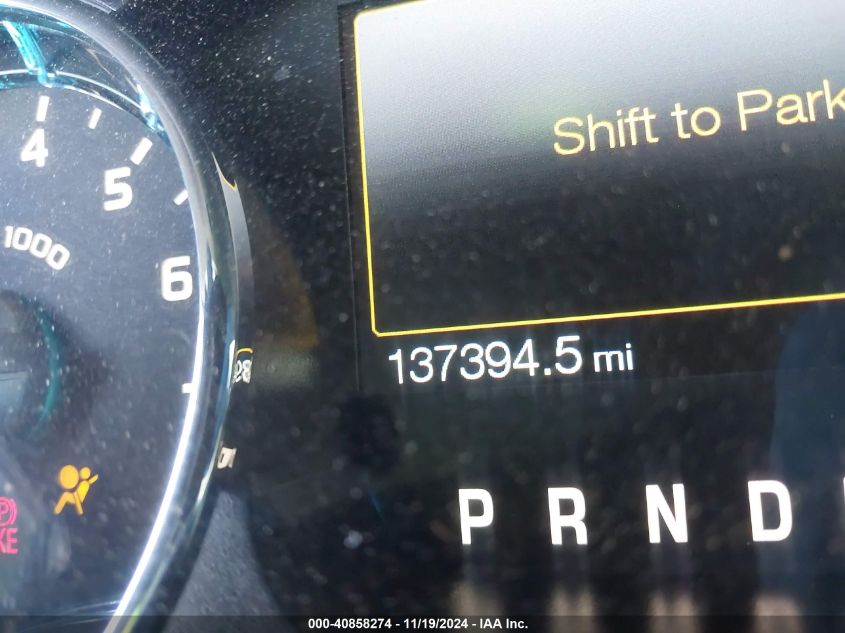 Shift to Park
4
5
1000
6
137394.5 mi
P R N D
000-40858274 - 11/19/2024 - IAA Inc.